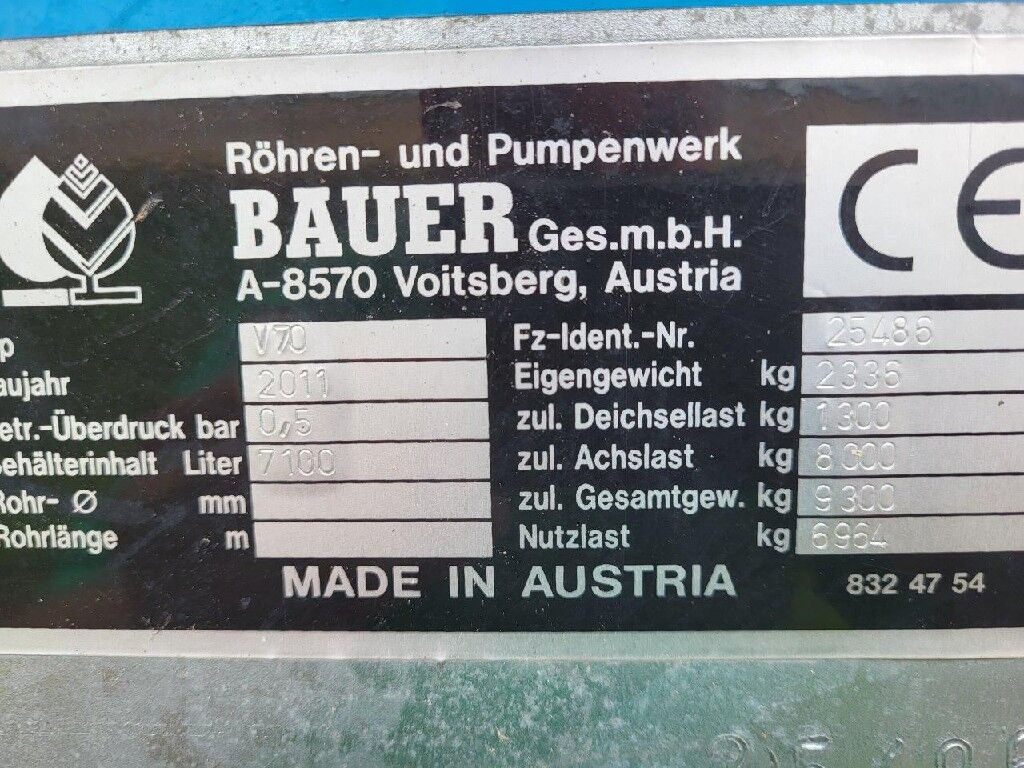 Röhren- und Pumpenwerk
BAUER Ges.m.b.H.
A-8570 Voitsberg, Austria
CE
p V70 Fz-Ident.-Nr. 25486
aujahr 2011 Eigengewicht kg 2336
etr.-Überdruck bar 0,5 zul. Deichsellast kg 1300
ehälterinhalt Liter 7100 zul. Achslast kg 8000
Rohr- Ø mm zul. Gesamtgew. kg 9300
Rohrlänge m Nutzlast kg 6964
MADE IN AUSTRIA 832 47 54